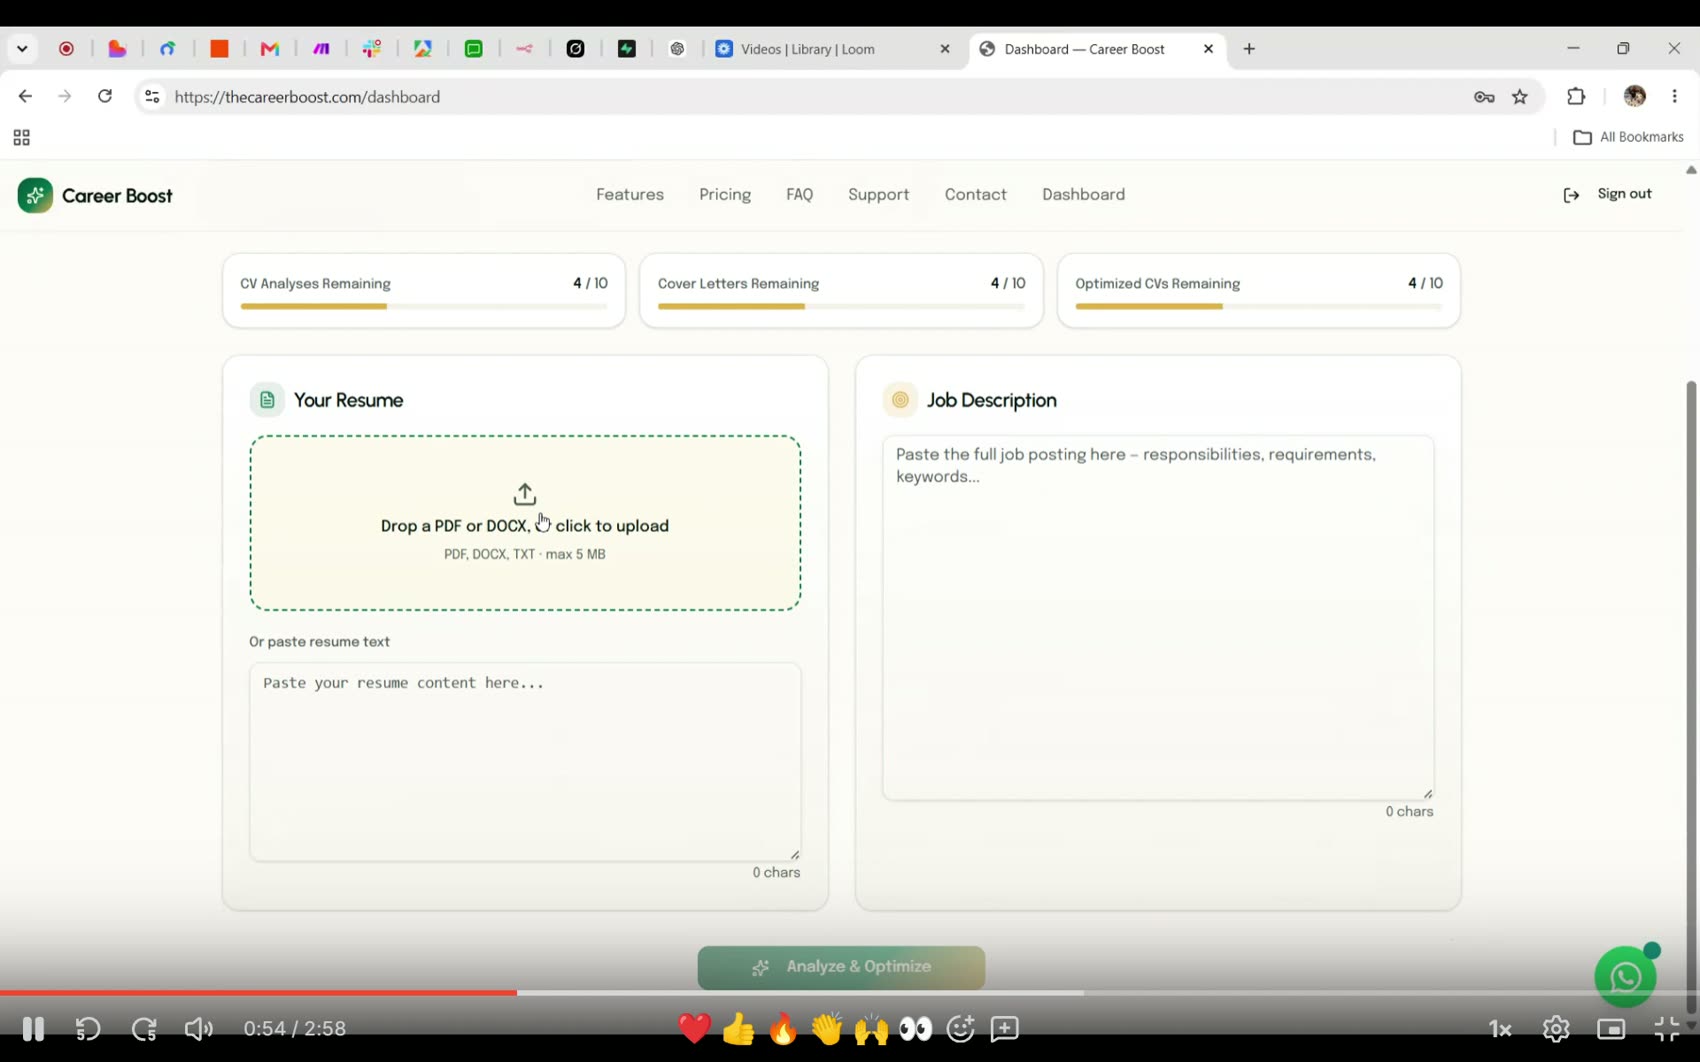 Videos | Library | Loom
Dashboard — Career Boost
https://thecareerboost.com/dashboard
All Bookmarks
Career Boost
Features
Pricing
FAQ
Support
Contact
Dashboard
Sign out
CV Analyses Remaining
4 / 10
Cover Letters Remaining
4 / 10
Optimized CVs Remaining
4 / 10
Your Resume
Drop a PDF or DOCX, click to upload
PDF, DOCX, TXT · max 5 MB
Or paste resume text
Paste your resume content here...
0 chars
Job Description
Paste the full job posting here – responsibilities, requirements,
keywords...
0 chars
Analyze & Optimize
0:54 / 2:58
1x